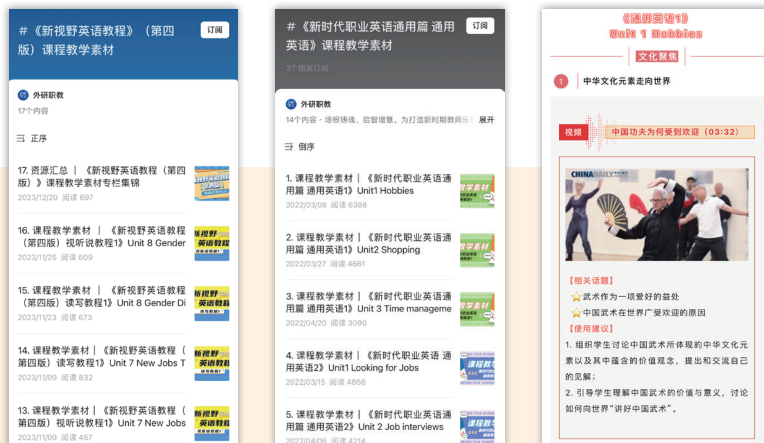 #《新视野英语教程》（第四
版）课程教学素材
订阅
外研职教
17个内容
正序
17. 资源汇总 | 《新视野英语教程（第四
版）》课程教学素材专栏集锦
2023/12/20 阅读 697
16. 课程教学素材 | 《新视野英语教程
（第四版）视听说教程1》Unit 8 Gender
2023/11/25 阅读 609
15. 课程教学素材 | 《新视野英语教程
（第四版）读写教程1》Unit 8 Gender Di
2023/11/23 阅读 673
14. 课程教学素材 | 《新视野英语教程（
第四版）读写教程1》Unit 7 New Jobs T
2023/11/09 阅读 832
13. 课程教学素材 | 《新视野英语教程（
第四版）视听说教程1》Unit 7 New Jobs
2023/11/09 阅读 457
#《新时代职业英语通用篇 通用
英语》课程教学素材
订阅
3个朋友订阅
外研职教
14个内容 · 培根铸魂、启智增慧。为打造新时期教师乐
展开
倒序
1. 课程教学素材 | 《新时代职业英语通
用篇 通用英语1》Unit1 Hobbies
2022/03/08 阅读 6398
2. 课程教学素材 | 《新时代职业英语通
用篇 通用英语1》Unit2 Shopping
2022/03/27 阅读 4661
3. 课程教学素材 | 《新时代职业英语通
用篇 通用英语1》Unit 3 Time manageme
2022/04/20 阅读 3090
4. 课程教学素材 | 《新时代职业英语 通
用英语2》Unit1 Looking for Jobs
2022/03/15 阅读 4866
5. 课程教学素材 | 《新时代职业英语通
用篇 通用英语2》Unit 2 Job interviews
2022/04/06 阅读 4214
《通用英语1》
Unit 1 Hobbies
文化聚焦
1 中华文化元素走向世界
视频
中国功夫为何受到欢迎（03:32）
CHINADAILY
【相关话题】
武术作为一项爱好的益处
中国武术在世界广受欢迎的原因
【使用建议】
1. 组织学生讨论中国武术所体现的中华文化元
素以及其中蕴含的价值观念，提出和交流自己
的见解；
2. 引导学生理解中国武术的价值与意义，讨论
如何向世界“讲好中国武术”。